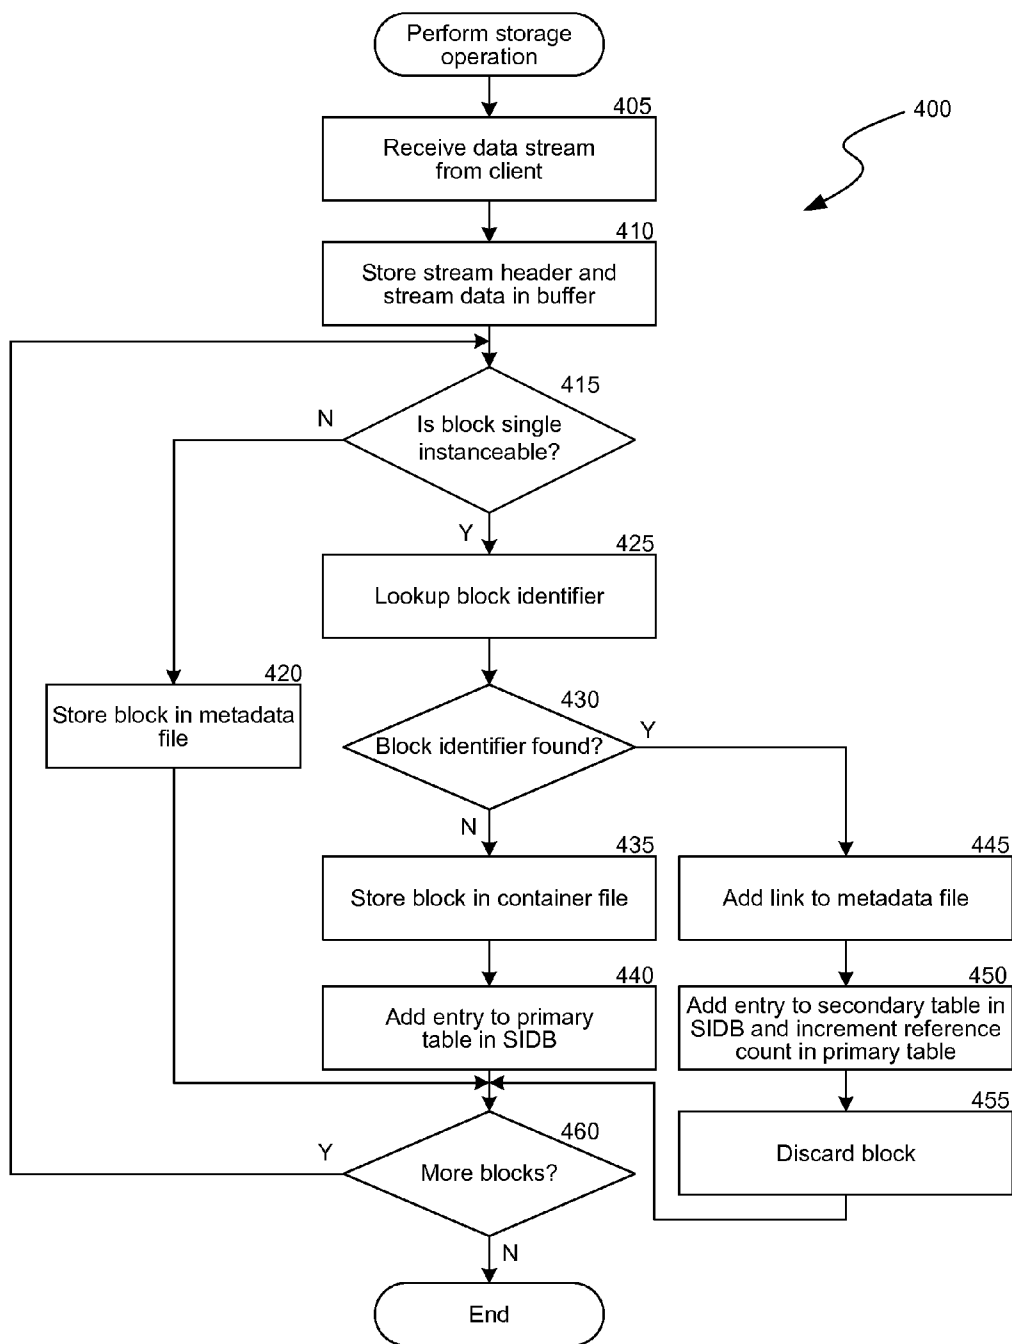 Perform storage
operation
405
400
Receive data stream
from client
410
Store stream header and
stream data in buffer
415
N
Is block single
instanceable?
Y
425
Lookup block identifier
420
Store block in metadata
file
430
Y
Block identifier found?
N
435
445
Store block in container file
Add link to metadata file
440
450
Add entry to primary
table in SIDB
Add entry to secondary table in
SIDB and increment reference
count in primary table
455
460
Y
More blocks?
Discard block
N
End